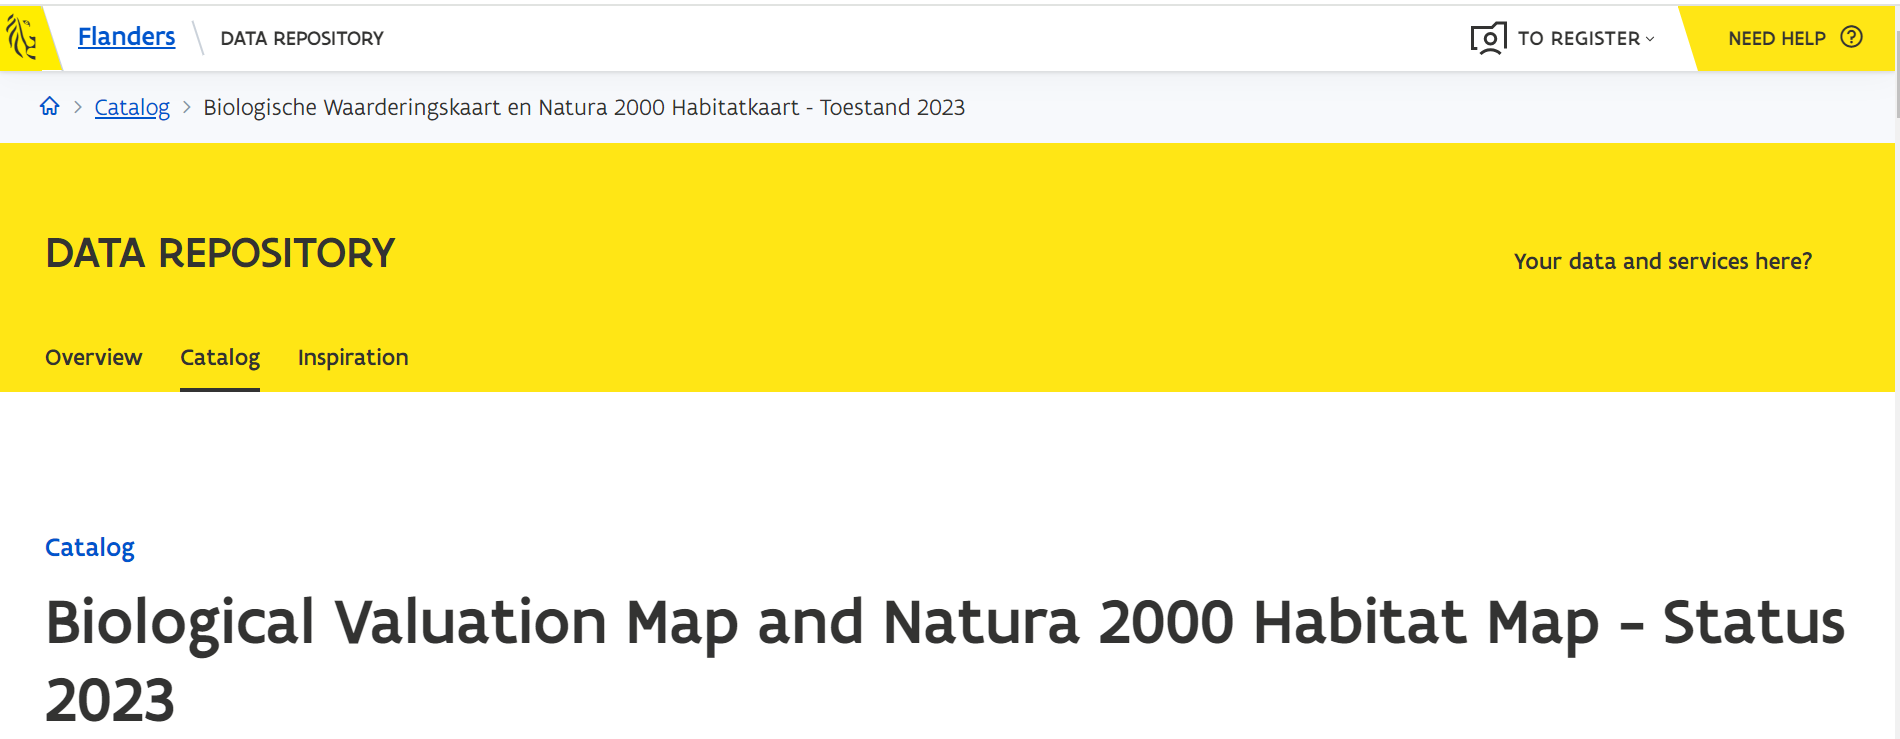 Flanders DATA REPOSITORY TO REGISTER NEED HELP ?
Catalog > Biologische Waarderingskaart en Natura 2000 Habitatkaart - Toestand 2023
DATA REPOSITORY
Your data and services here?
Overview Catalog Inspiration
Catalog
Biological Valuation Map and Natura 2000 Habitat Map – Status
2023